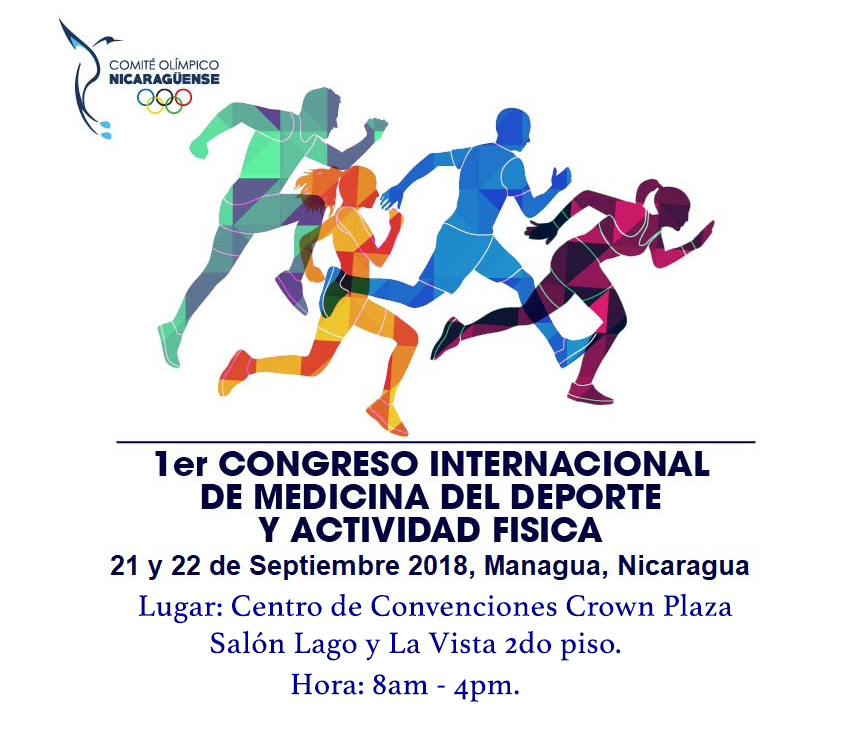 COMITÉ OLÍMPICO
NICARAGÜENSE
1er CONGRESO INTERNACIONAL
DE MEDICINA DEL DEPORTE
Y ACTIVIDAD FISICA
21 y 22 de Septiembre 2018, Managua, Nicaragua
Lugar: Centro de Convenciones Crown Plaza
Salón Lago y La Vista 2do piso.
Hora: 8am - 4pm.